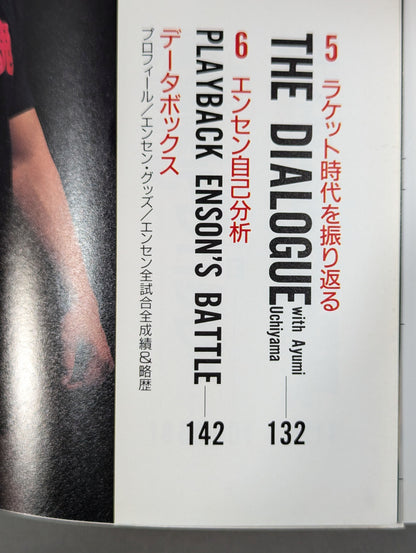 魂
5 ラケット時代を振り返る
THE DIALOGUE with Ayumi Uchiyama — 132
6 エンセン自己分析
PLAYBACK ENSON'S BATTLE — 142
データボックス
プロフィール/エンセン・グッズ/エンセン全試合全成績&略歴